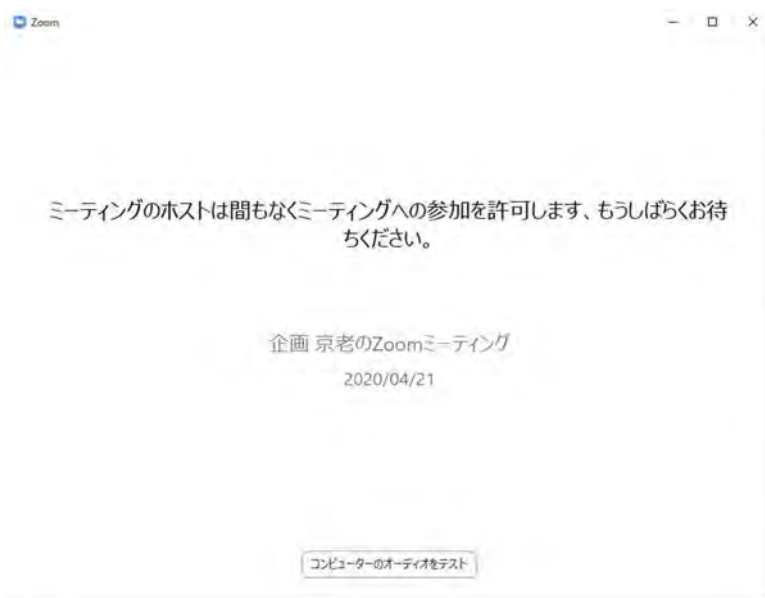 Zoom
ミーティングのホストは間もなくミーティングへの参加を許可します、もうしばらくお待
ちください。
企画 京老のZoomミーティング
2020/04/21
コンピューターのオーディオをテスト